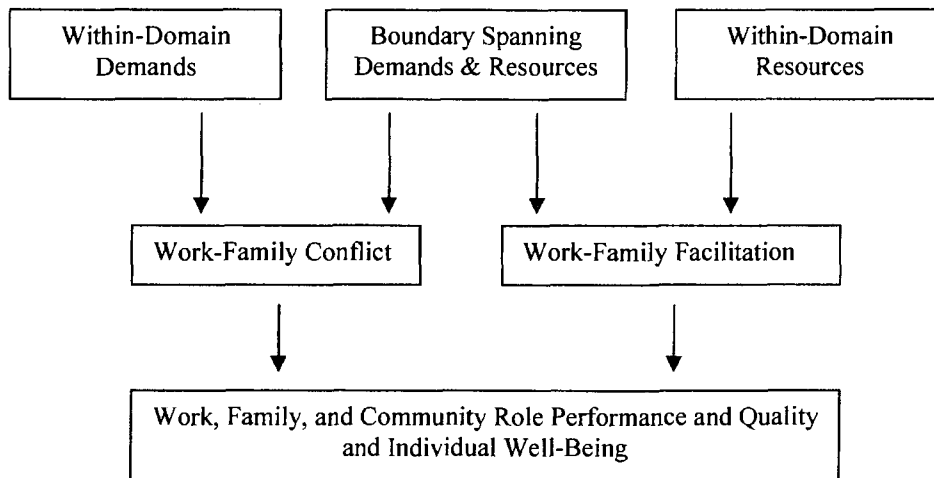 Within-Domain
Demands
Boundary Spanning
Demands & Resources
Within-Domain
Resources
Work-Family Conflict
Work-Family Facilitation
Work, Family, and Community Role Performance and Quality
and Individual Well-Being